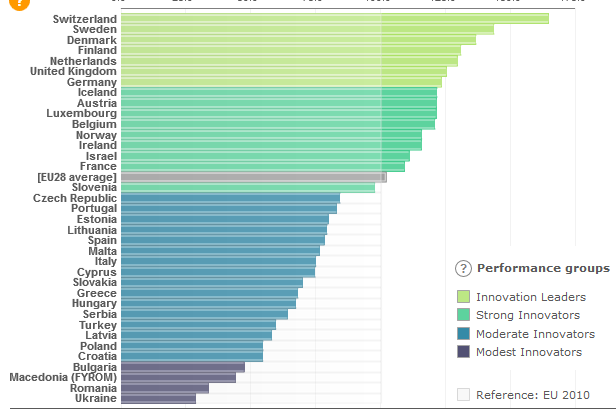 ?
Switzerland
Sweden
Denmark
Finland
Netherlands
United Kingdom
Germany
Iceland
Austria
Luxembourg
Belgium
Norway
Ireland
Israel
France
[EU28 average]
Slovenia
Czech Republic
Portugal
Estonia
Lithuania
Spain
Malta
Italy
Cyprus
Slovakia
Greece
Hungary
Serbia
Turkey
Latvia
Poland
Croatia
Bulgaria
Macedonia (FYROM)
Romania
Ukraine
? Performance groups
Innovation Leaders
Strong Innovators
Moderate Innovators
Modest Innovators
Reference: EU 2010